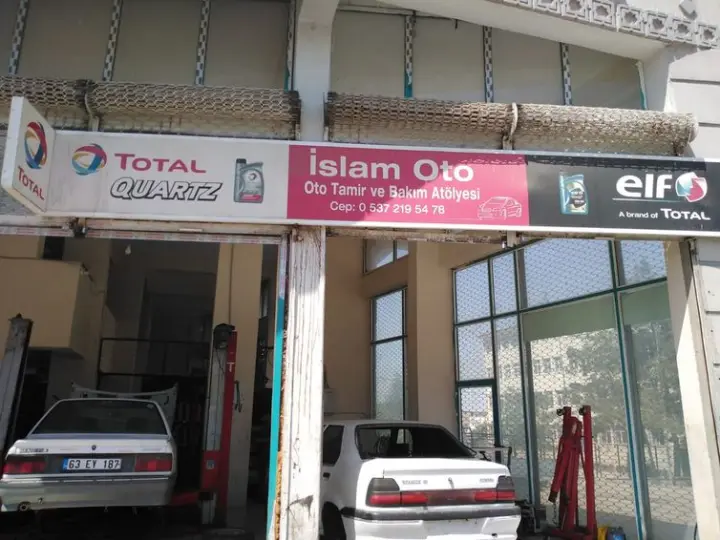 TOTAL
TOTAL
QUARTZ
İslam Oto
Oto Tamir ve Bakım Atölyesi
Cep: 0 537 219 54 78
elf
A brand of TOTAL
63 EY 187